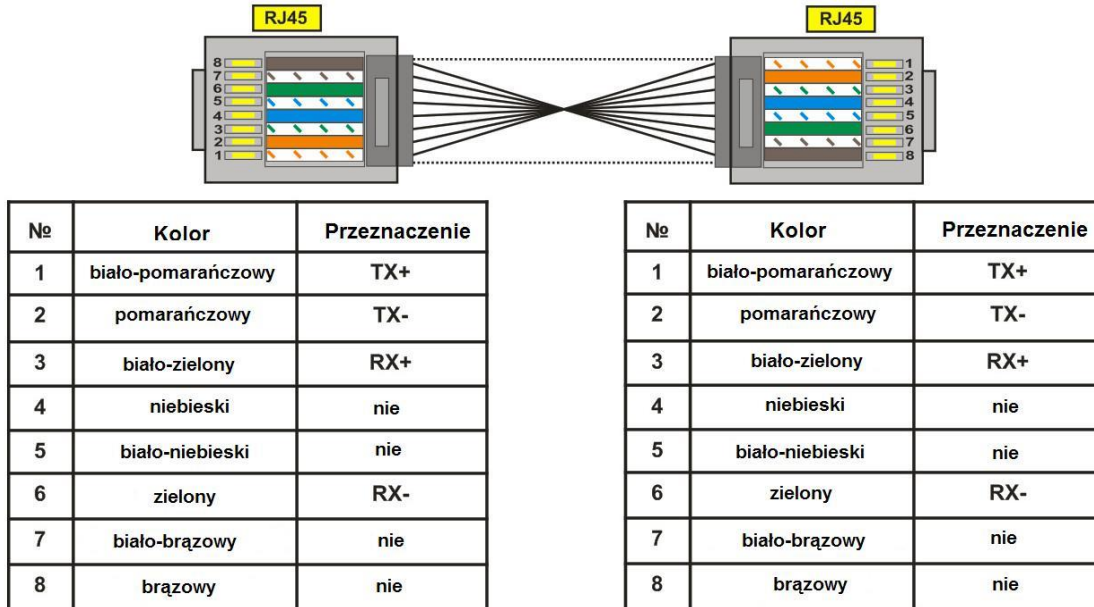 RJ45
RJ45
8
7
6
5
4
3
2
1
1
2
3
4
5
6
7
8
№ Kolor Przeznaczenie
1 biało-pomarańczowy TX+
2 pomarańczowy TX-
3 biało-zielony RX+
4 niebieski nie
5 biało-niebieski nie
6 zielony RX-
7 biało-brązowy nie
8 brązowy nie
№ Kolor Przeznaczenie
1 biało-pomarańczowy TX+
2 pomarańczowy TX-
3 biało-zielony RX+
4 niebieski nie
5 biało-niebieski nie
6 zielony RX-
7 biało-brązowy nie
8 brązowy nie